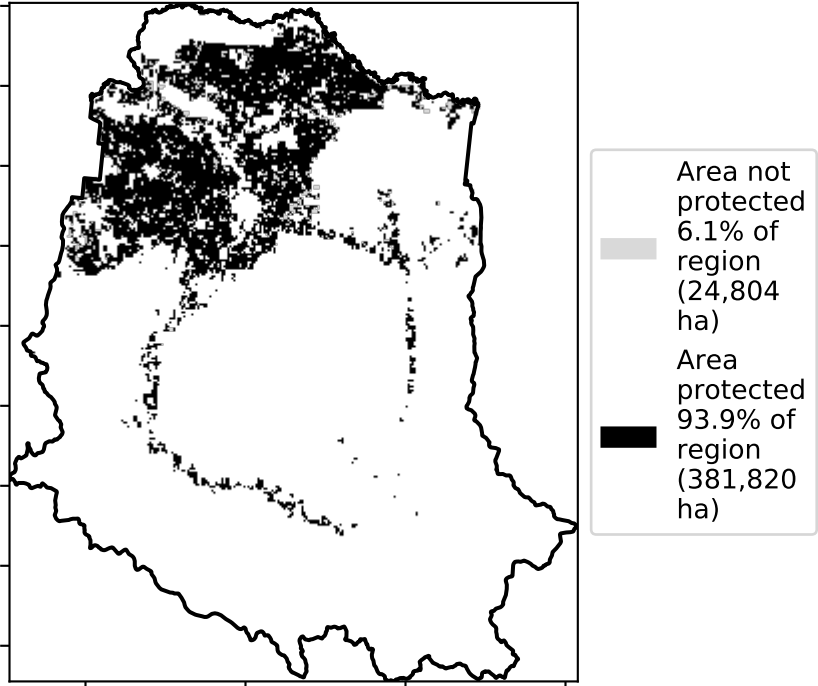 Area not
protected
6.1% of
region
(24,804
ha)
Area
protected
93.9% of
region
(381,820
ha)